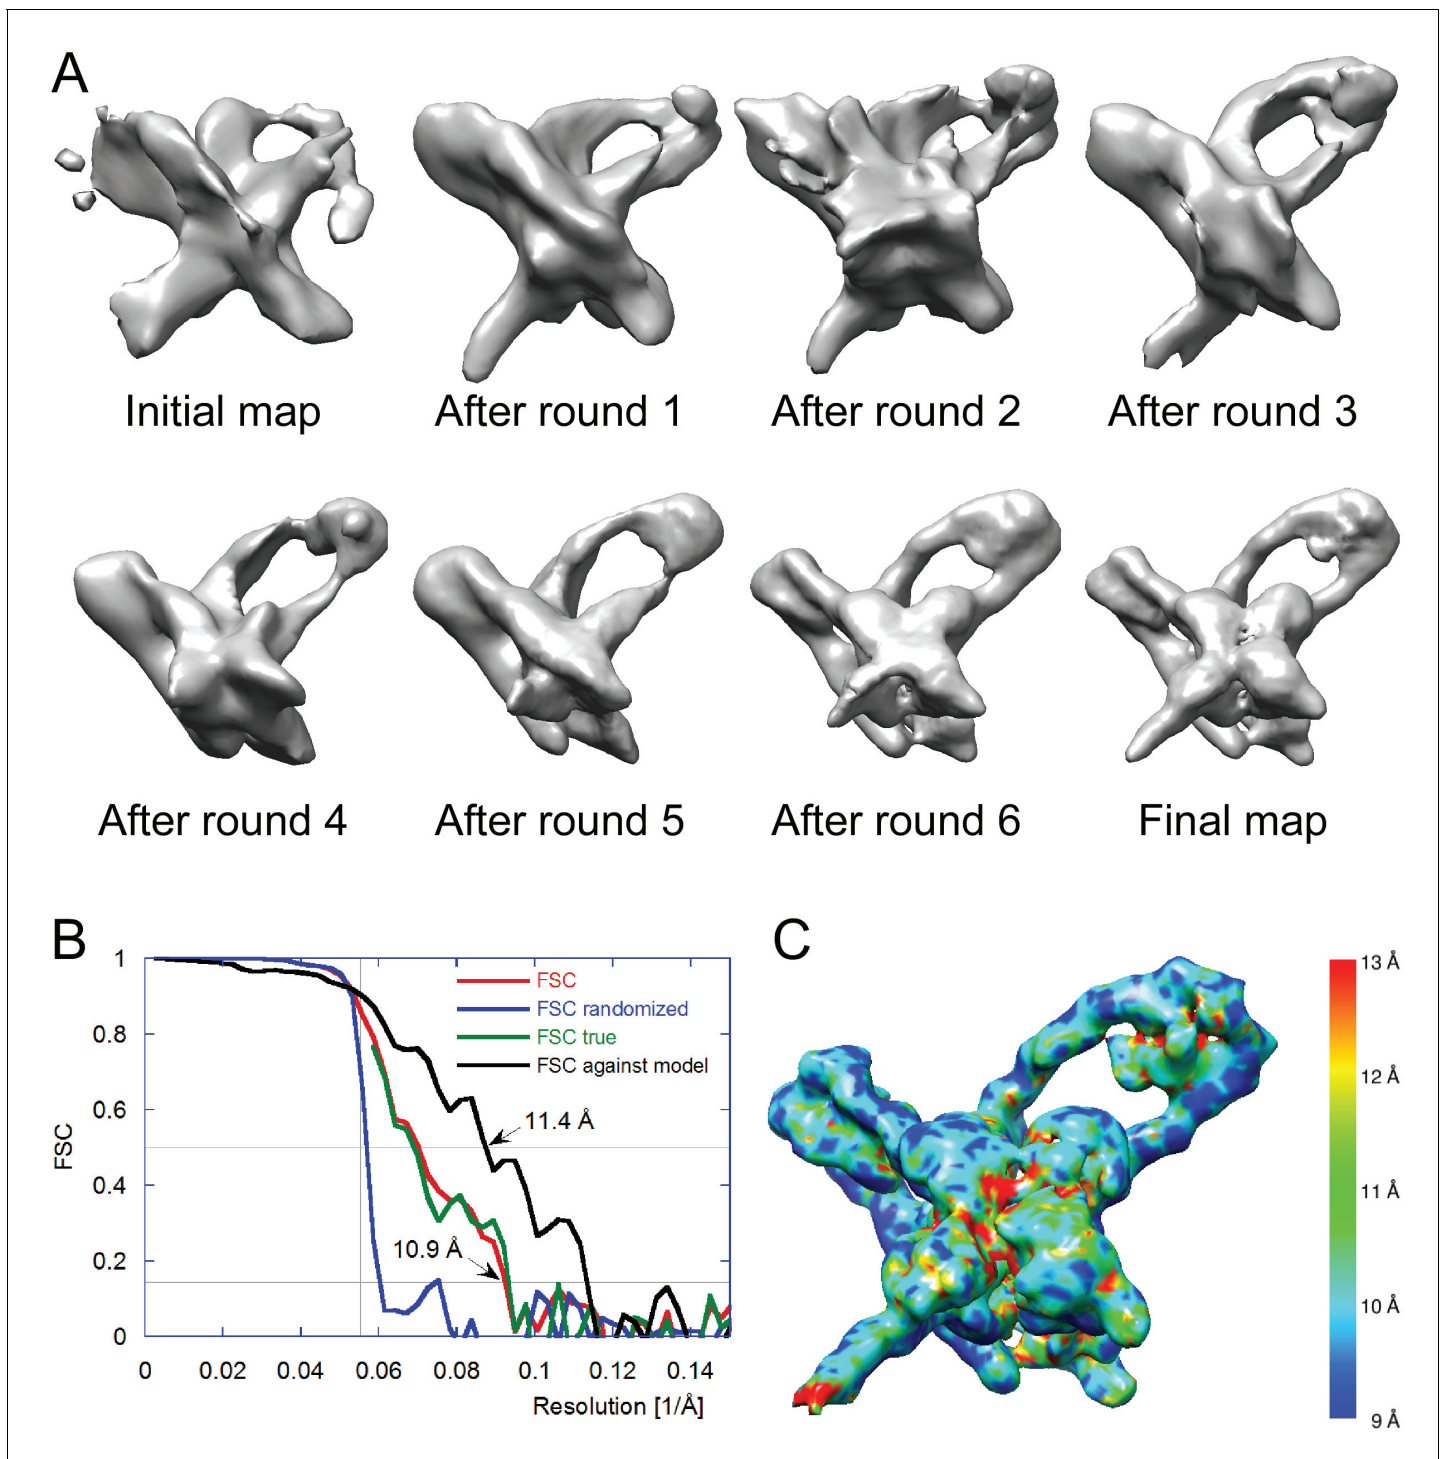 A
Initial map
After round 1
After round 2
After round 3
After round 4
After round 5
After round 6
Final map
B
1
0.8
0.6
0.4
0.2
0
FSC
FSC
FSC randomized
FSC true
FSC against model
11.4 Å
10.9 Å
0
0.02
0.04
0.06
0.08
0.1
0.12
0.14
Resolution [1/Å]
C
13 Å
12 Å
11 Å
10 Å
9 Å